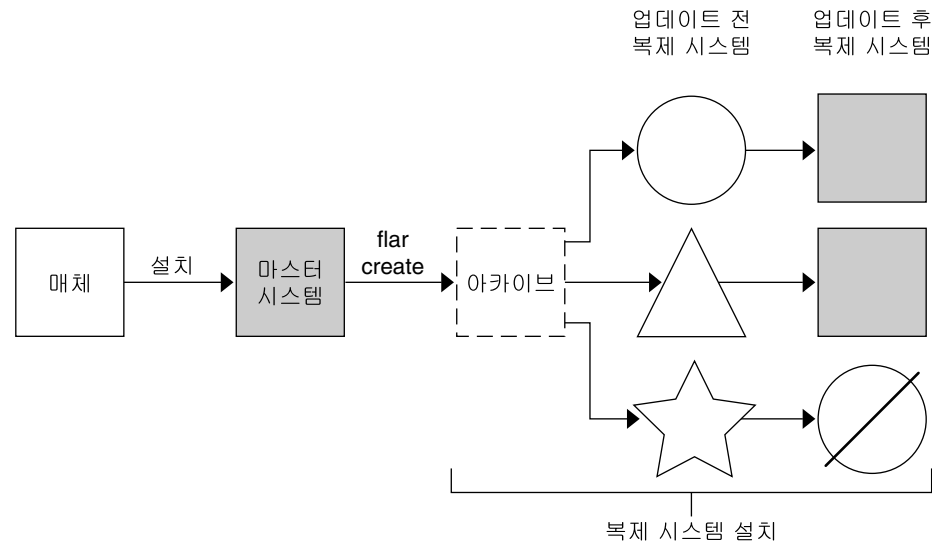 업데이트 전
복제 시스템
업데이트 후
복제 시스템
매체
설치
마스터
시스템
flar
create
아카이브
복제 시스템 설치